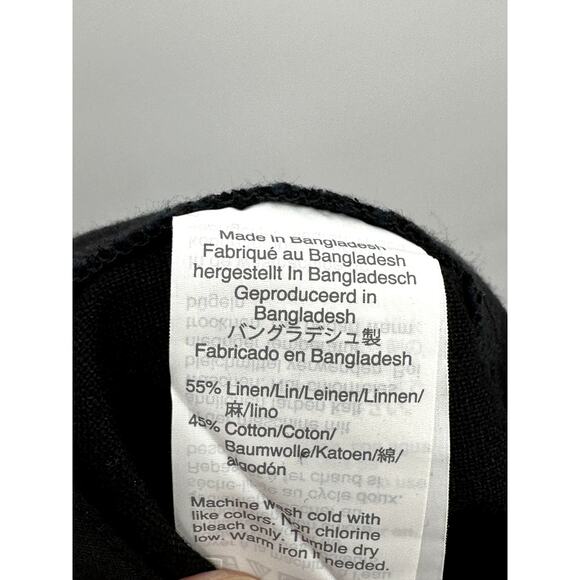 Made in Bangladesh
Fabriqué au Bangladesh
hergestellt In Bangladesch
Geproduceerd in
Bangladesh
バングラデシュ製
Fabricado en Bangladesh
55% Linen/Lin/Leinen/Linnen/
麻/lino
45% Cotton/Coton/
Baumwolle/Katoen/綿/
algodón
Machine wash cold with
like colors. Non chlorine
bleach only. Tumble dry
low. Warm iron if needed.